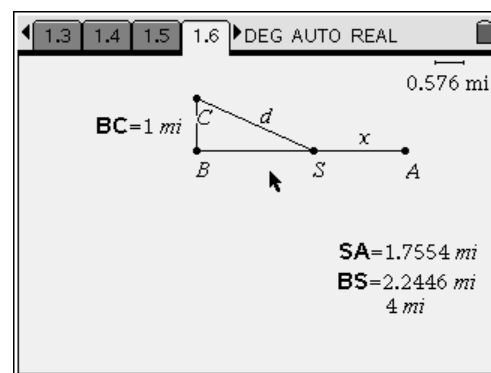 1.3 1.4 1.5 1.6 DEG AUTO REAL
0.576 mi
C d
BC=1 mi
x
B S A
SA=1.7554 mi
BS=2.2446 mi
4 mi